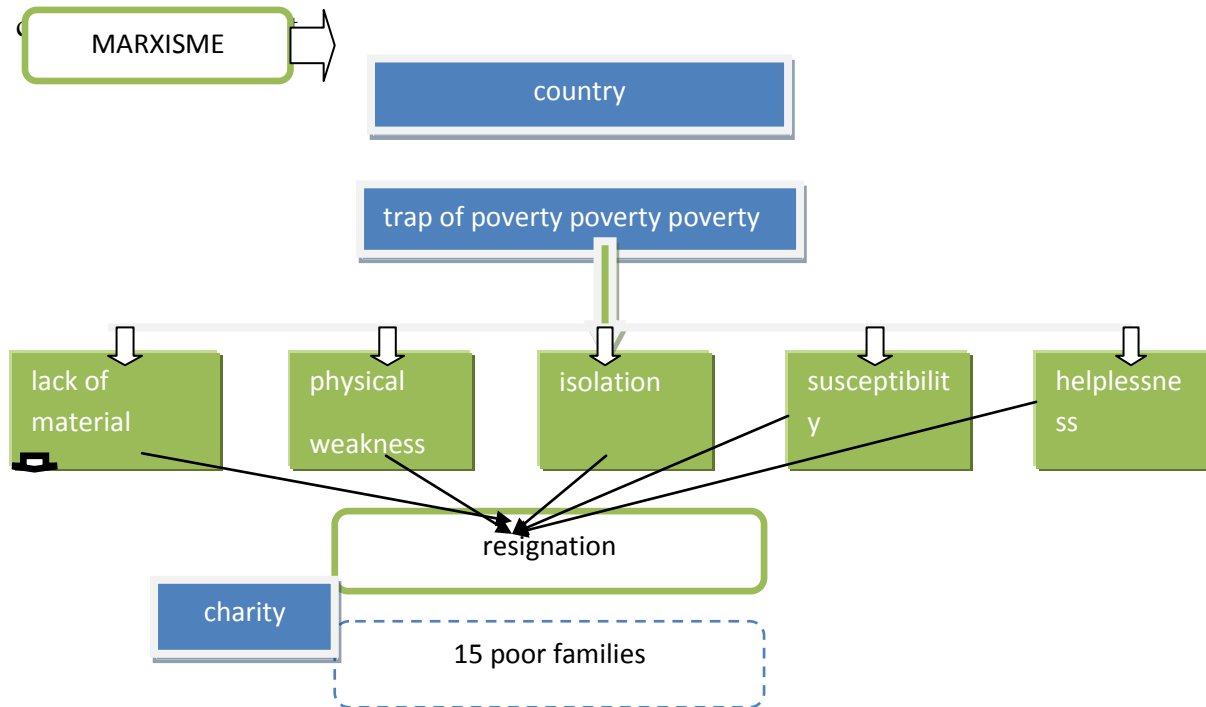 MARXISME
country
trap of poverty poverty poverty
lack of
material
physical
weakness
isolation
susceptibilit
y
helplessne
ss
resignation
charity
15 poor families